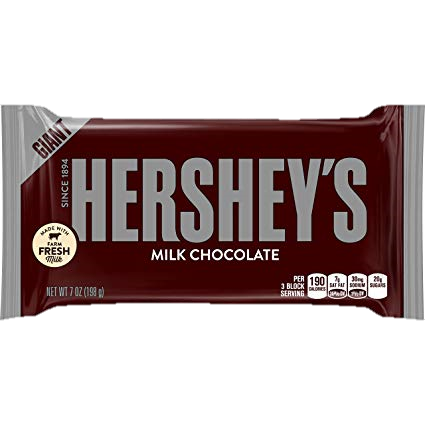 GIANT
SINCE 1894
HERSHEY'S
MILK CHOCOLATE
MADE WITH
FARM
FRESH
Milk
NET WT 7 OZ (198 g)
PER
3 BLOCK
SERVING
190
CALORIES
7g
SAT FAT
30mg
SODIUM
20g
SUGARS